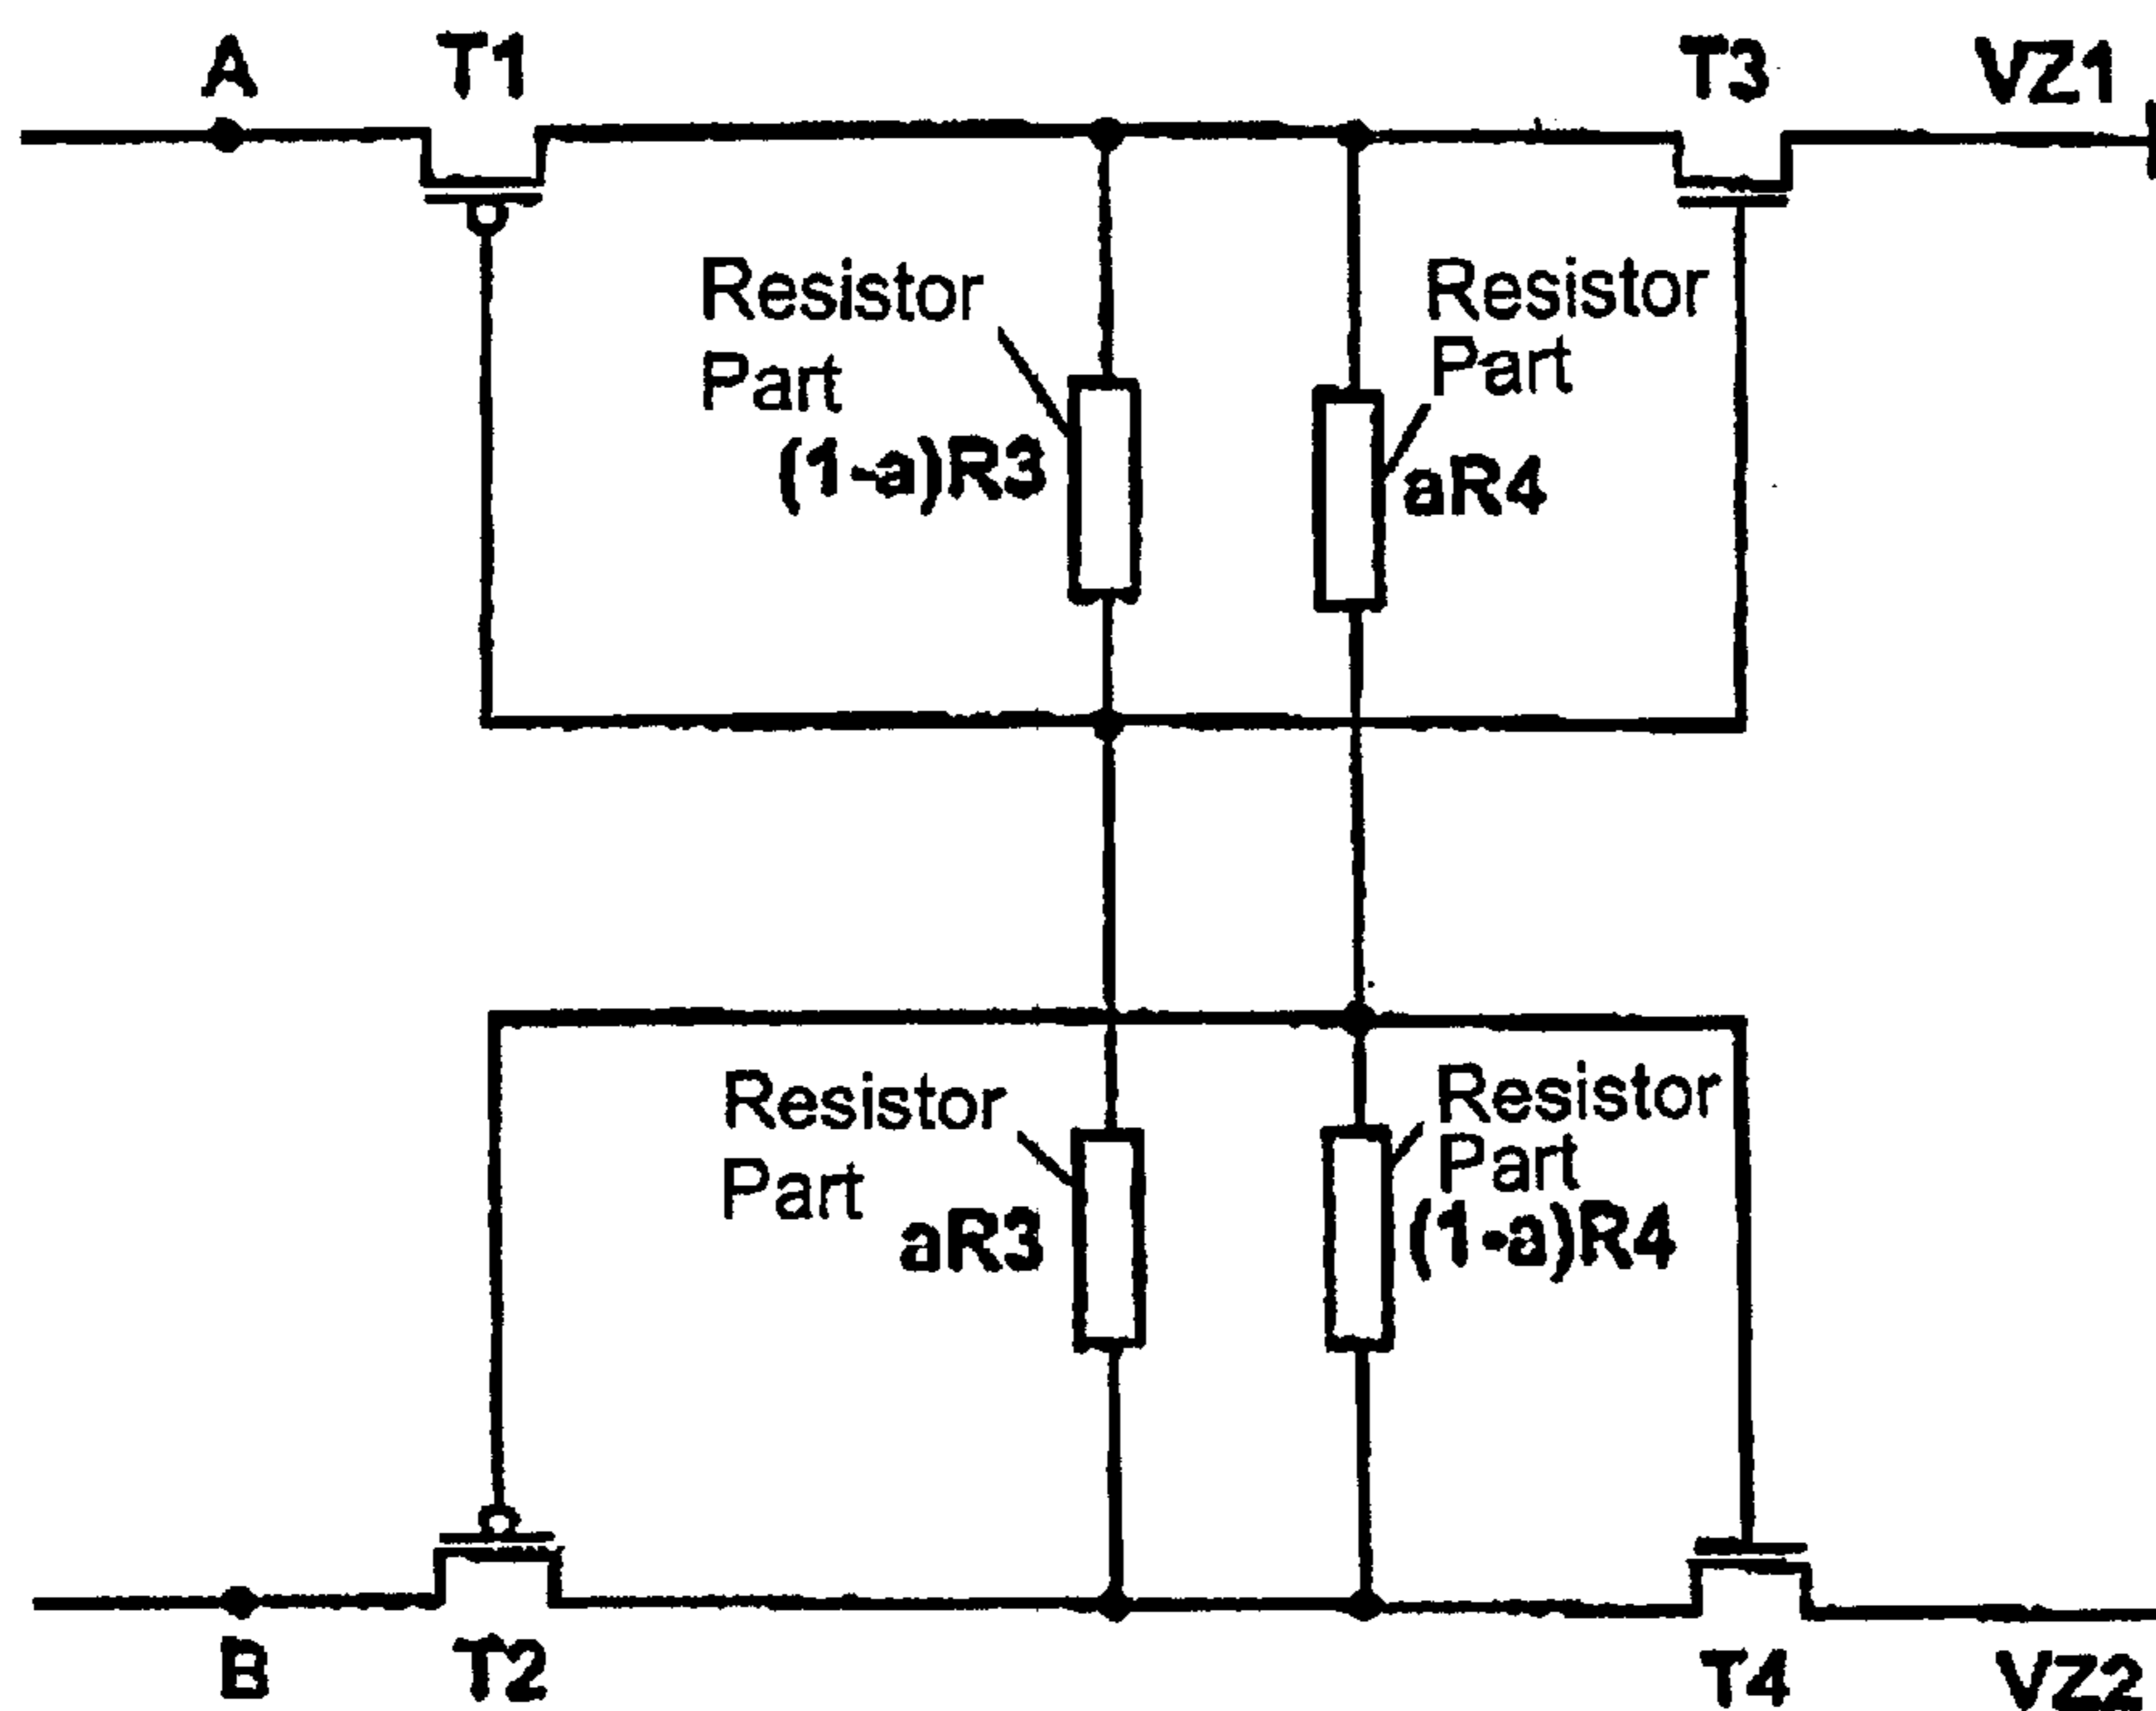 A
T1
T3
VZ1
Resistor
Part
(1-a)R3
Resistor
Part
aR4
Resistor
Part
aR3
Resistor
Part
(1-a)R4
B
T2
T4
VZ2